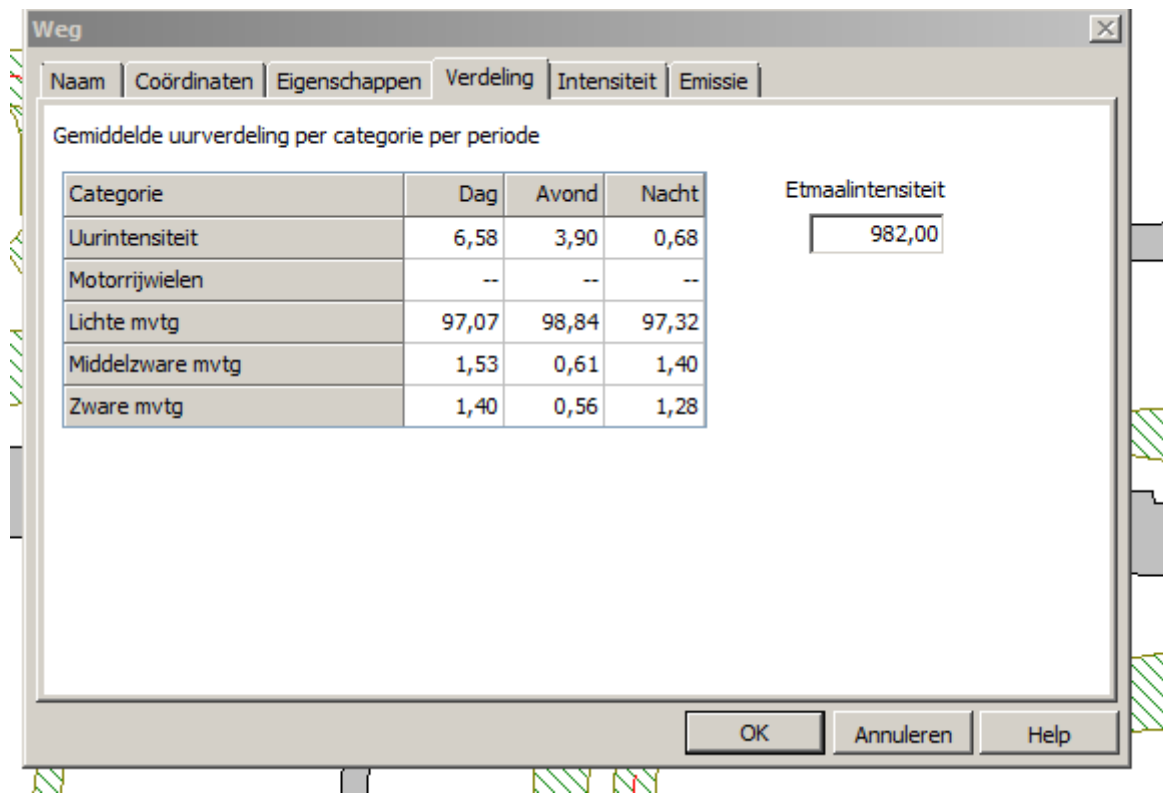 Weg
Naam Coördinaten Eigenschappen Verdeling Intensiteit Emissie
Gemiddelde uurverdeling per categorie per periode
Categorie Dag Avond Nacht Etmaalintensiteit
Uurintensiteit 6,58 3,90 0,68 982,00
Motorrijwielen -- -- --
Lichte mvtg 97,07 98,84 97,32
Middelzware mvtg 1,53 0,61 1,40
Zware mvtg 1,40 0,56 1,28
OK Annuleren Help